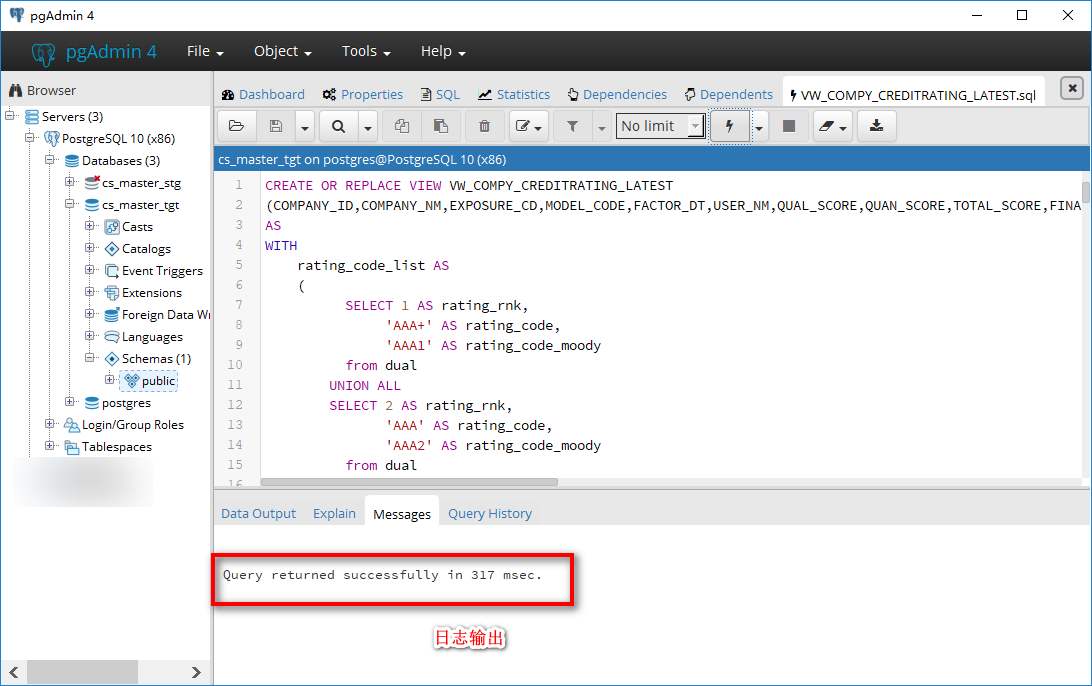 pgAdmin 4
pgAdmin 4 File Object Tools Help
Browser
Dashboard Properties SQL Statistics Dependencies Dependents VW_COMPY_CREDITRATING_LATEST.sql
No limit
cs_master_tgt on postgres@PostgreSQL 10 (x86)
Servers (3)
PostgreSQL 10 (x86)
Databases (3)
cs_master_stg
cs_master_tgt
Casts
Catalogs
Event Triggers
Extensions
Foreign Data Wr
Languages
Schemas (1)
public
postgres
Login/Group Roles
Tablespaces
1 CREATE OR REPLACE VIEW VW_COMPY_CREDITRATING_LATEST
2 (COMPANY_ID,COMPANY_NM,EXPOSURE_CD,MODEL_CODE,FACTOR_DT,USER_NM,QUAL_SCORE,QUAN_SCORE,TOTAL_SCORE,FINA
3 AS
4 WITH
5 rating_code_list AS
6 (
7 SELECT 1 AS rating_rnk,
8 'AAA+' AS rating_code,
9 'AAA1' AS rating_code_moody
10 from dual
11 UNION ALL
12 SELECT 2 AS rating_rnk,
13 'AAA' AS rating_code,
14 'AAA2' AS rating_code_moody
15 from dual
16
Data Output Explain Messages Query History
Query returned successfully in 317 msec.
日志输出